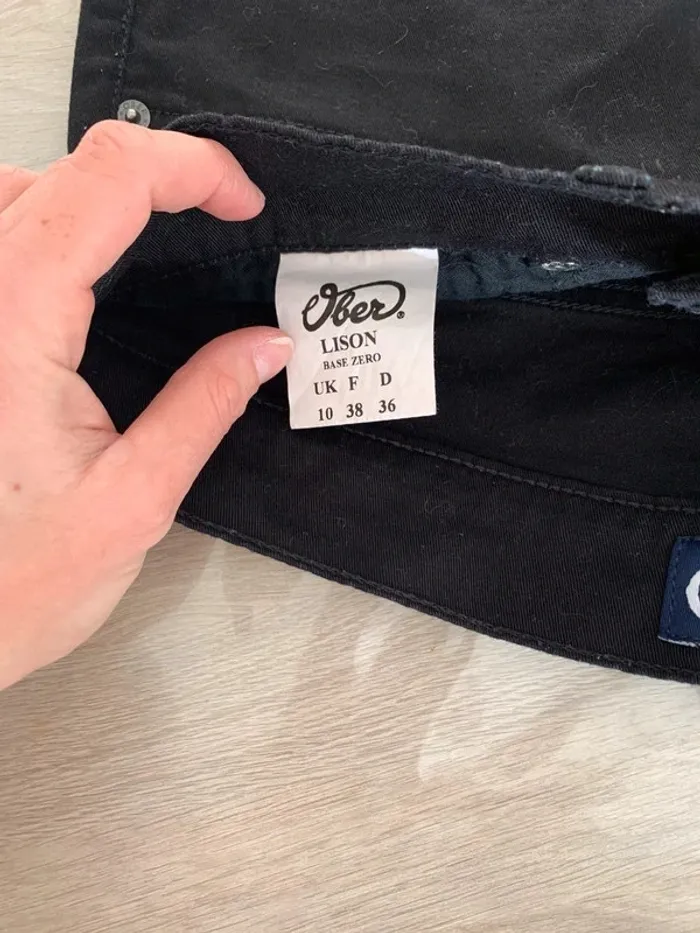 Ober®
LISON
BASE ZERO
UK F D
10 38 36